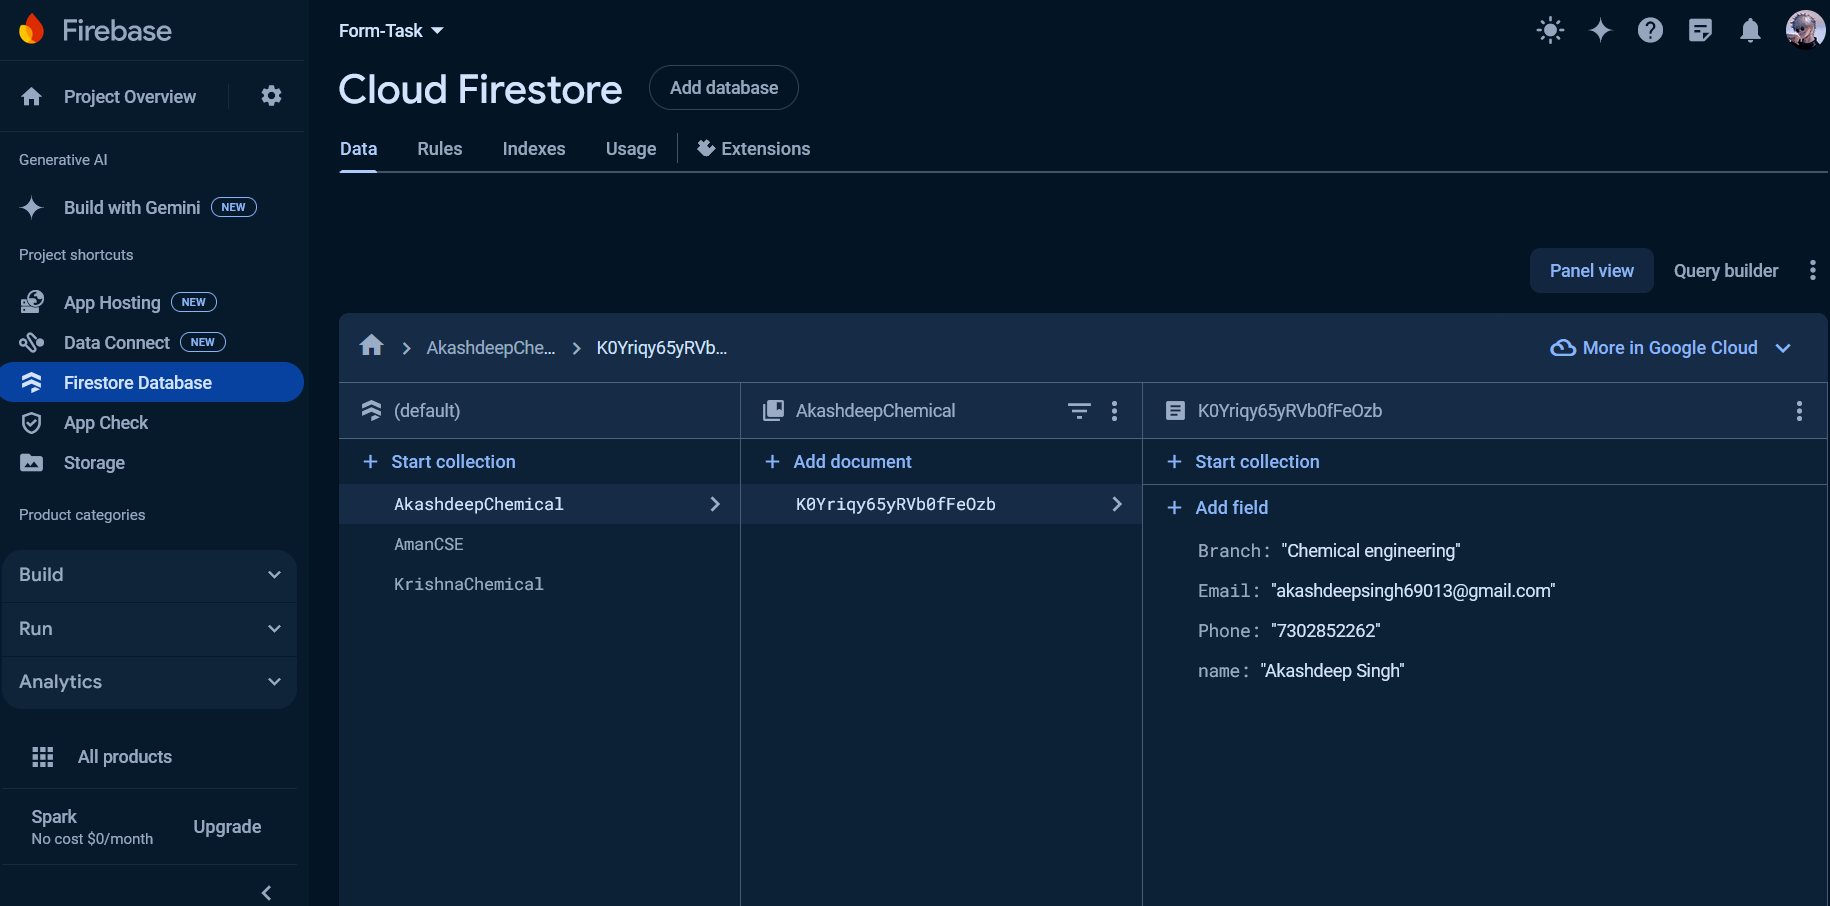 Firebase
Form-Task
Project Overview
Cloud Firestore
Add database
Generative AI
Data
Rules
Indexes
Usage
Extensions
Build with Gemini
NEW
Project shortcuts
App Hosting
NEW
Data Connect
NEW
Firestore Database
App Check
Storage
Product categories
Build
Run
Analytics
All products
Spark
No cost $0/month
Upgrade
Panel view
Query builder
AkashdeepChe...
K0Yriqy65yRVb...
More in Google Cloud
(default)
Start collection
AkashdeepChemical
AmanCSE
KrishnaChemical
AkashdeepChemical
Add document
K0Yriqy65yRVb0fFeOzb
K0Yriqy65yRVb0fFeOzb
Start collection
Add field
Branch: "Chemical engineering"
Email: "akashdeepsingh69013@gmail.com"
Phone: "7302852262"
name: "Akashdeep Singh"